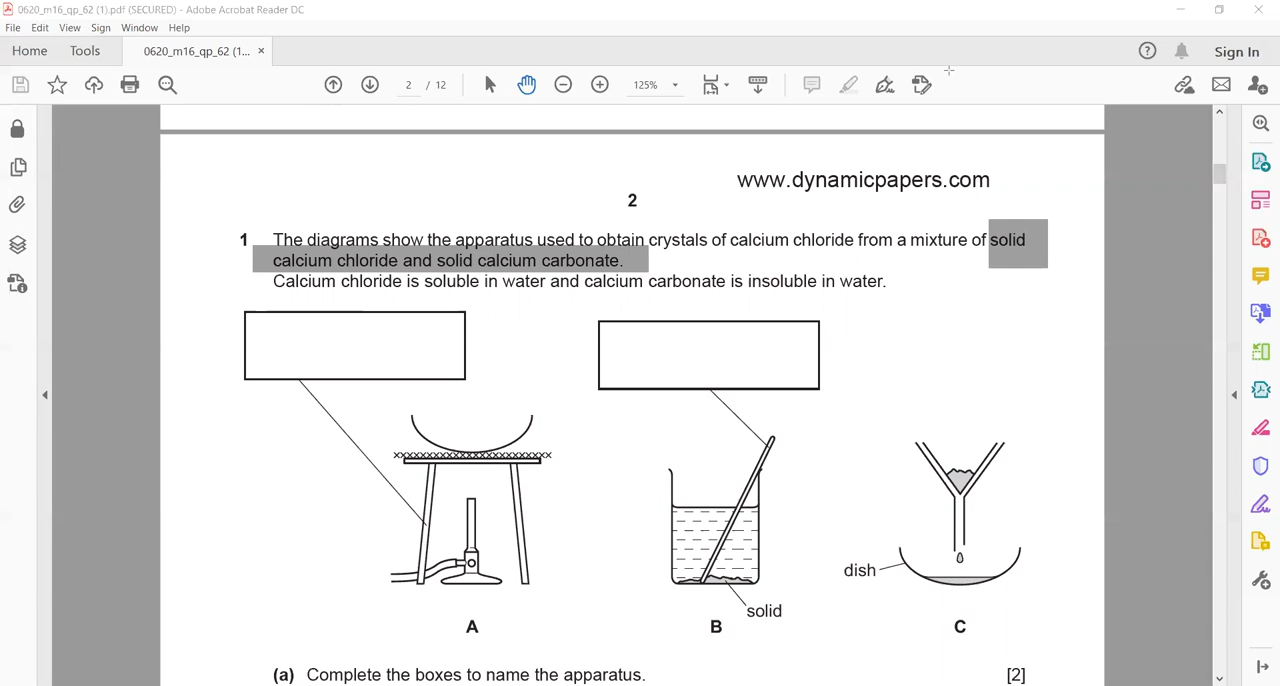 0620_m16_qp_62 (1).pdf (SECURED) - Adobe Acrobat Reader DC
File Edit View Sign Window Help
Home Tools 0620_m16_qp_62 (1... × Sign In
2 / 12 125%
www.dynamicpapers.com
2
1 The diagrams show the apparatus used to obtain crystals of calcium chloride from a mixture of solid
calcium chloride and solid calcium carbonate.
Calcium chloride is soluble in water and calcium carbonate is insoluble in water.
dish
solid
A B C
(a) Complete the boxes to name the apparatus. [2]